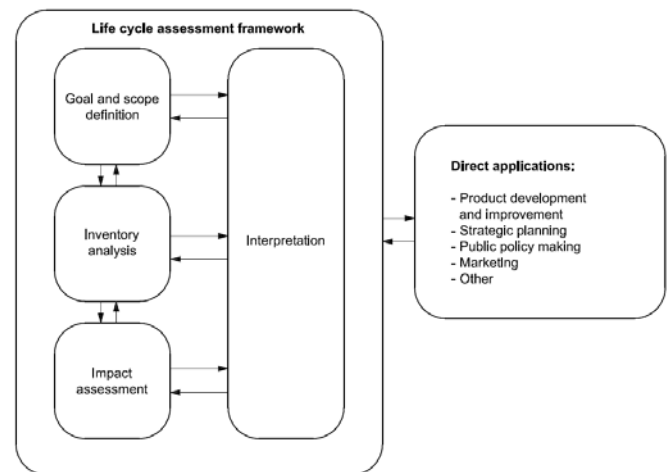 Life cycle assessment framework
Goal and scope
definition
Inventory
analysis
Impact
assessment
Interpretation
Direct applications:
- Product development
and improvement
- Strategic planning
- Public policy making
- Marketing
- Other